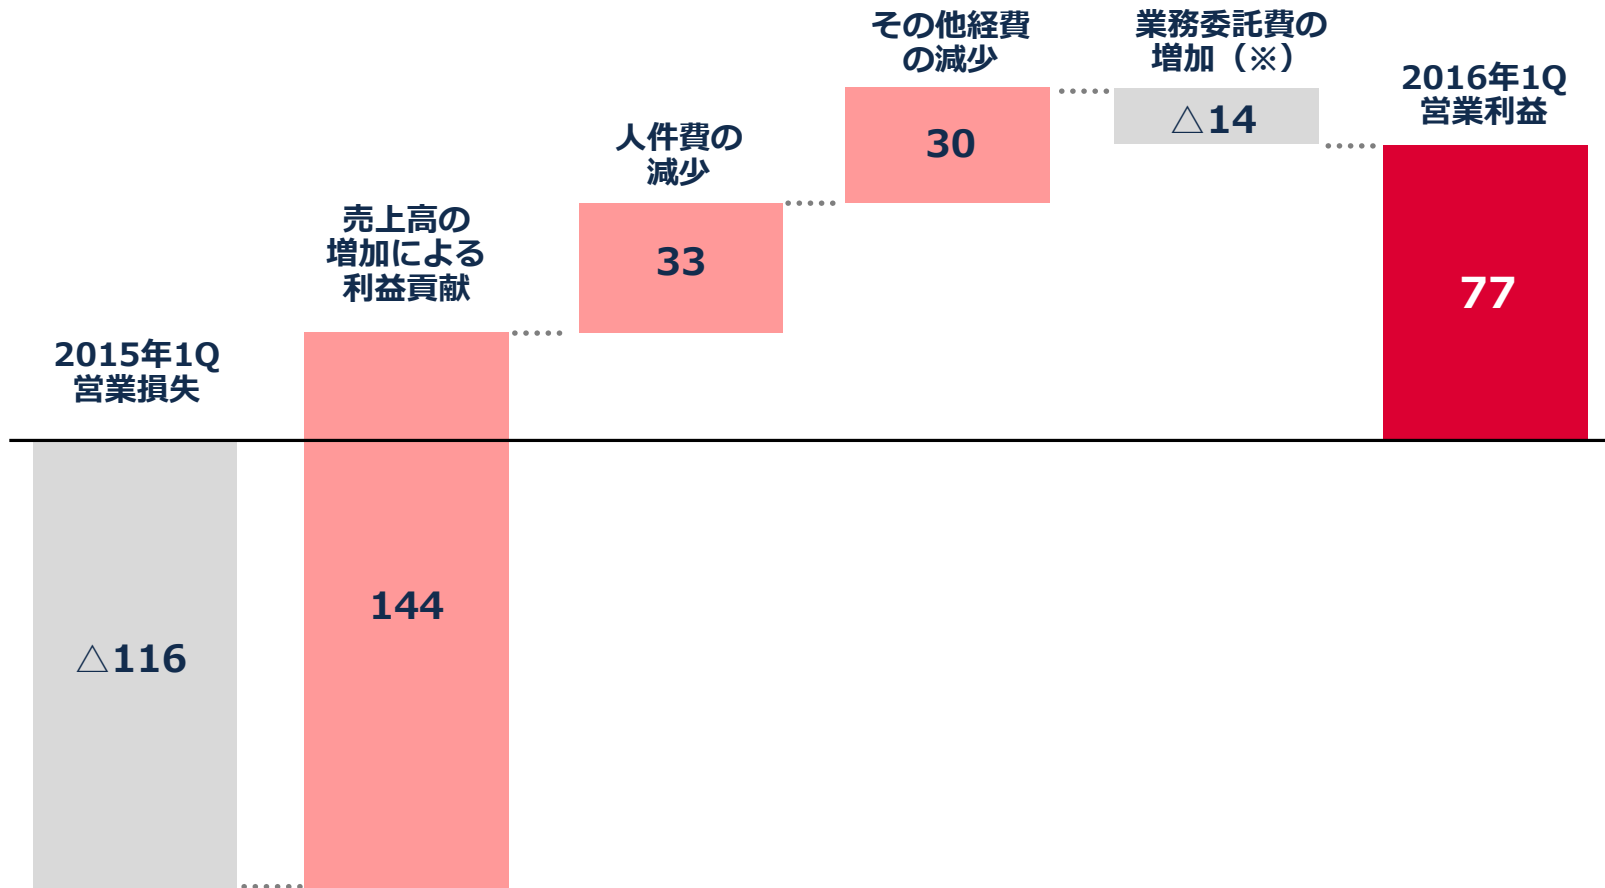 2015年1Q
営業損失
△116
売上高の
増加による
利益貢献
144
人件費の
減少
33
その他経費
の減少
30
業務委託費の
増加（※）
△14
2016年1Q
営業利益
77